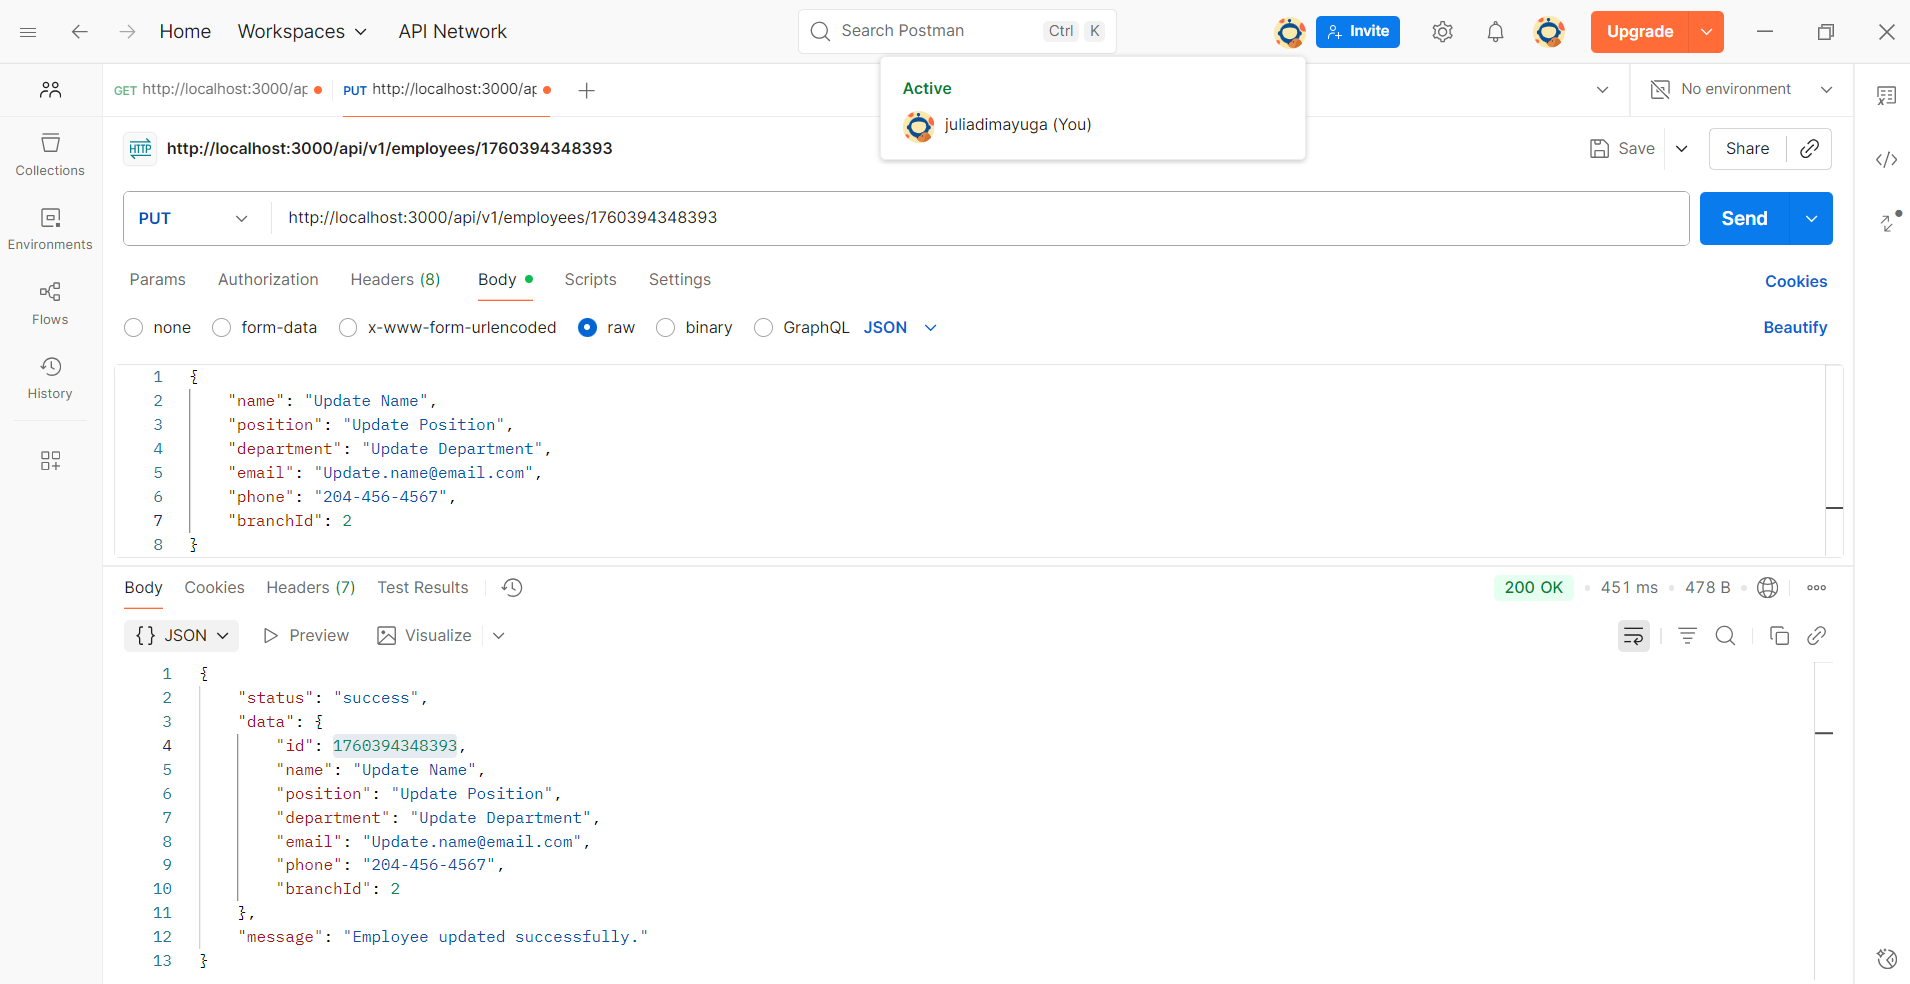 Home Workspaces API Network Search Postman Ctrl K Invite Upgrade
GET http://localhost:3000/ap PUT http://localhost:3000/ap No environment
Active
juliadimayuga (You)
HTTP http://localhost:3000/api/v1/employees/1760394348393 Save Share
PUT http://localhost:3000/api/v1/employees/1760394348393 Send
Params Authorization Headers (8) Body Scripts Settings Cookies
none form-data x-www-form-urlencoded raw binary GraphQL JSON Beautify
Collections
Environments
Flows
History
1 {
2 "name": "Update Name",
3 "position": "Update Position",
4 "department": "Update Department",
5 "email": "Update.name@email.com",
6 "phone": "204-456-4567",
7 "branchId": 2
8 }
Body Cookies Headers (7) Test Results 200 OK 451 ms 478 B
{} JSON Preview Visualize
1 {
2 "status": "success",
3 "data": {
4 "id": 1760394348393,
5 "name": "Update Name",
6 "position": "Update Position",
7 "department": "Update Department",
8 "email": "Update.name@email.com",
9 "phone": "204-456-4567",
10 "branchId": 2
11 },
12 "message": "Employee updated successfully."
13 }